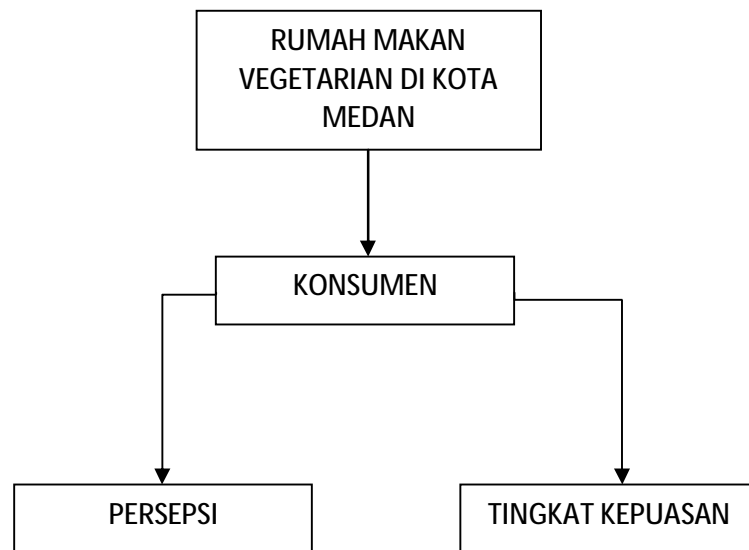 RUMAH MAKAN
VEGETARIAN DI KOTA
MEDAN
KONSUMEN
PERSEPSI
TINGKAT KEPUASAN